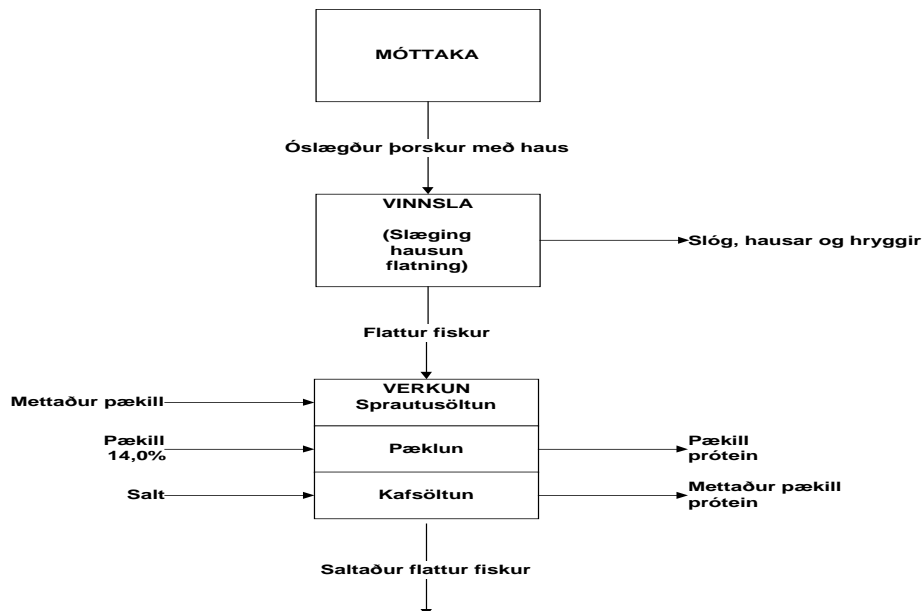 MÓTTAKA
Óslægður þorskur með haus
VINNSLA
(Slæging
hausun
flatning)
Slóg, hausar og hryggir
Flattur fiskur
VERKUN
Sprautusöltun
Mettaður pækill
Pækill
14,0%
Pæklun
Pækill
prótein
Salt
Kafsöltun
Mettaður pækill
prótein
Saltaður flattur fiskur